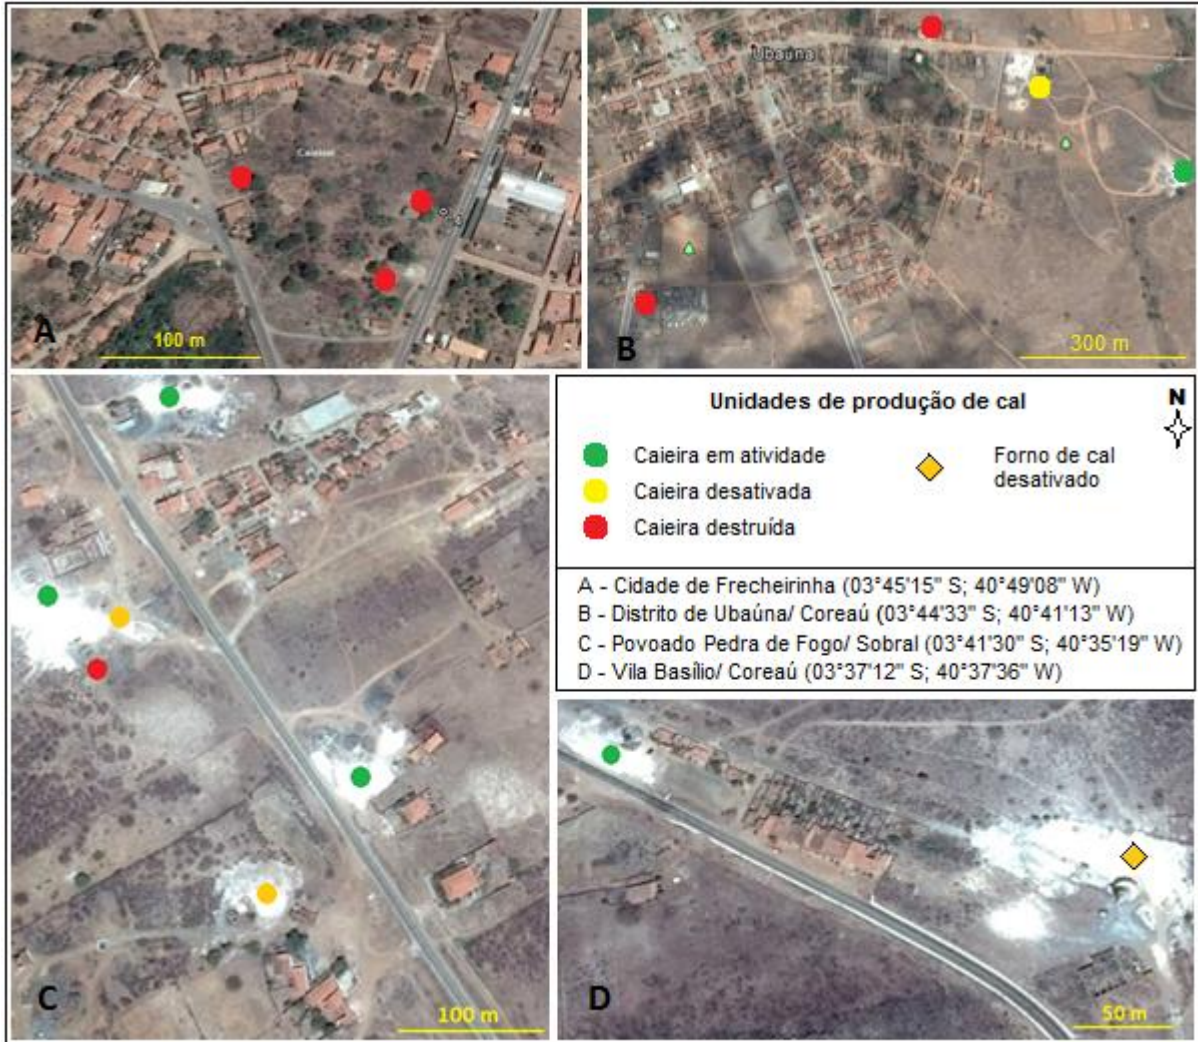 Ubaúna
A
100 m
B
300 m
Unidades de produção de cal
N
Caieira em atividade
Forno de cal
desativado
Caieira desativada
Caieira destruída
A - Cidade de Frecheirinha (03°45'15" S; 40°49'08" W)
B - Distrito de Ubaúna/ Coreaú (03°44'33" S; 40°41'13" W)
C - Povoado Pedra de Fogo/ Sobral (03°41'30" S; 40°35'19" W)
D - Vila Basílio/ Coreaú (03°37'12" S; 40°37'36" W)
C
100 m
D
50 m